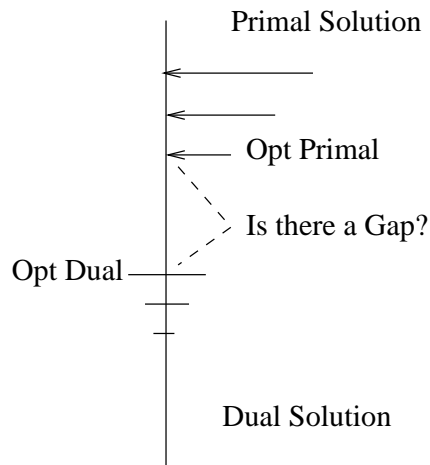 Primal Solution
Opt Primal
Is there a Gap?
Opt Dual
Dual Solution